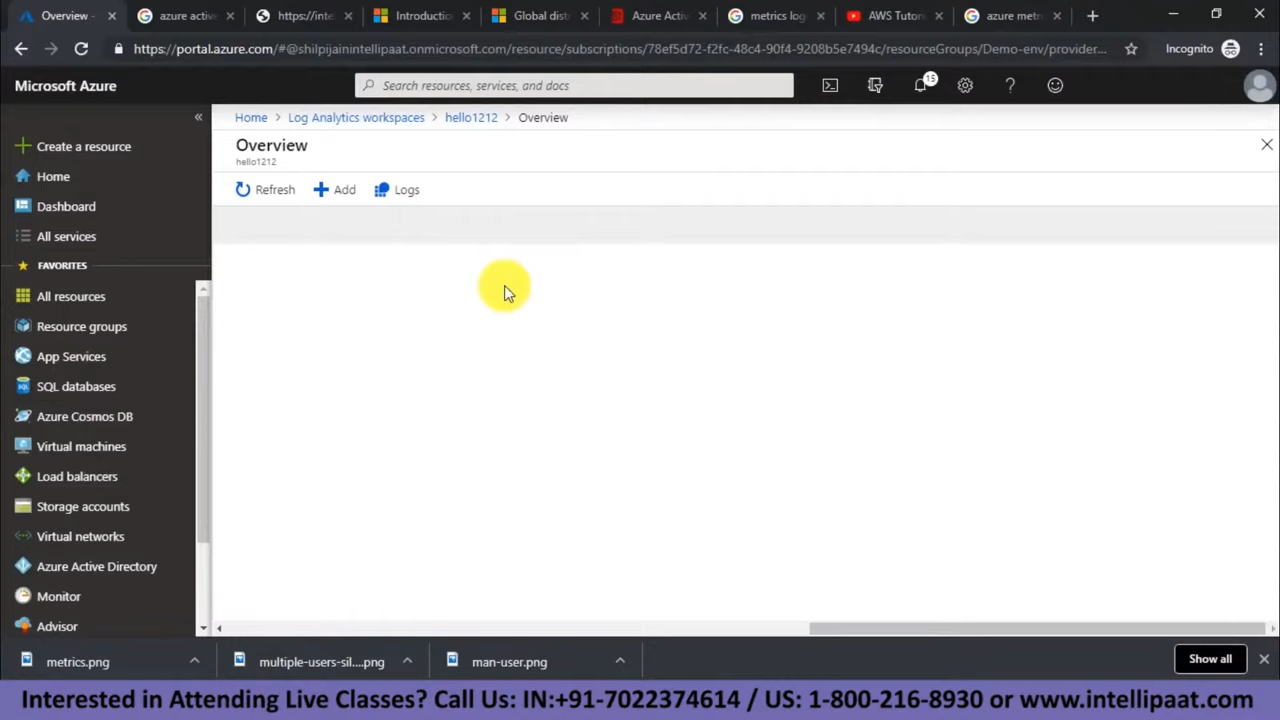 Overview -
azure active
https://inte
Introductio
Global dist
Azure Activ
metrics log
AWS Tutori
azure metr
https://portal.azure.com/#@shilpijainintellipaat.onmicrosoft.com/resource/subscriptions/78ef5d72-f2fc-48c4-90f4-9208b5e7494c/resourceGroups/Demo-env/provider...
Incognito
Microsoft Azure
Search resources, services, and docs
15
Home > Log Analytics workspaces > hello1212 > Overview
Overview
hello1212
Refresh
Add
Logs
Create a resource
Home
Dashboard
All services
FAVORITES
All resources
Resource groups
App Services
SQL databases
Azure Cosmos DB
Virtual machines
Load balancers
Storage accounts
Virtual networks
Azure Active Directory
Monitor
Advisor
metrics.png
multiple-users-sil....png
man-user.png
Show all
Interested in Attending Live Classes? Call Us: IN:+91-7022374614 / US: 1-800-216-8930 or www.intellipaat.com